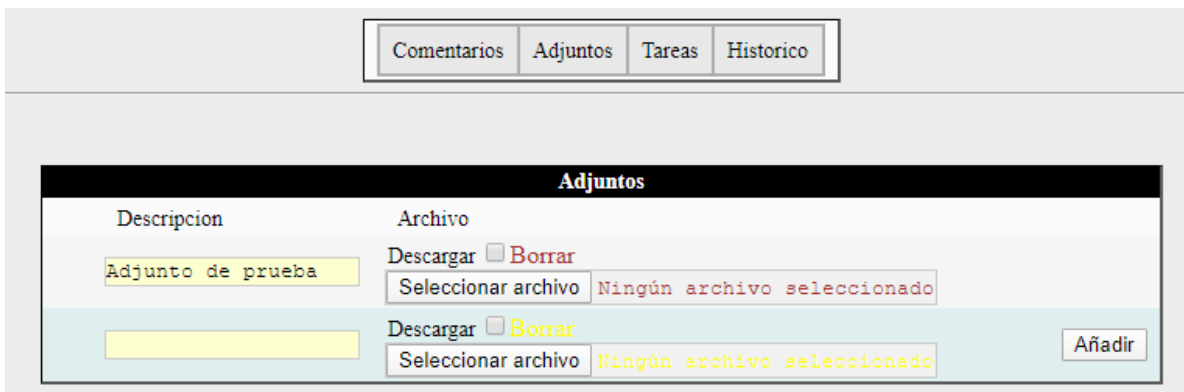 Comentarios Adjuntos Tareas Historico
Adjuntos
Descripcion Archivo
Adjunto de prueba
Descargar Borrar
Seleccionar archivo Ningún archivo seleccionado
Descargar Borrar
Seleccionar archivo Ningún archivo seleccionado
Añadir